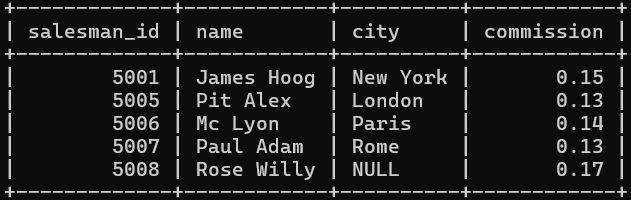 +-------------+------------+----------+------------+
| salesman_id | name       | city     | commission |
+-------------+------------+----------+------------+
|        5001 | James Hoog | New York |       0.15 |
|        5005 | Pit Alex   | London   |       0.13 |
|        5006 | Mc Lyon    | Paris    |       0.14 |
|        5007 | Paul Adam  | Rome     |       0.13 |
|        5008 | Rose Willy | NULL     |       0.17 |
+-------------+------------+----------+------------+